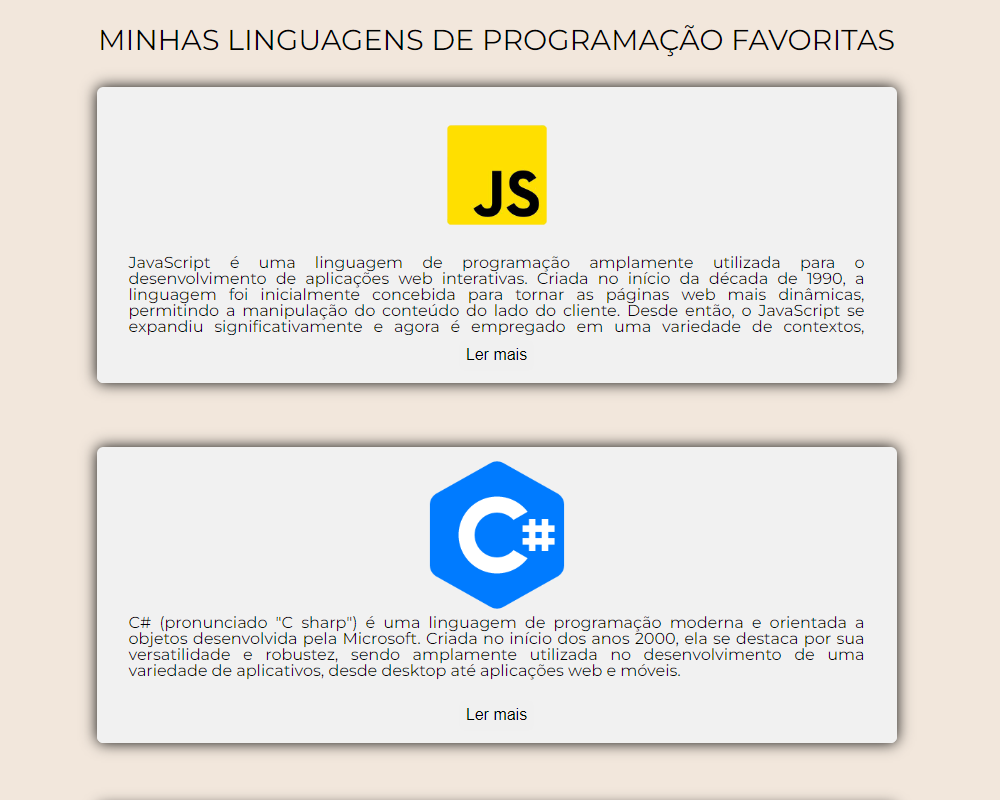 MINHAS LINGUAGENS DE PROGRAMAÇÃO FAVORITAS
JS
JavaScript é uma linguagem de programação amplamente utilizada para o
desenvolvimento de aplicações web interativas. Criada no início da década de 1990, a
linguagem foi inicialmente concebida para tornar as páginas web mais dinâmicas,
permitindo a manipulação do conteúdo do lado do cliente. Desde então, o JavaScript se
expandiu significativamente e agora é empregado em uma variedade de contextos,
Ler mais
C#
C# (pronunciado "C sharp") é uma linguagem de programação moderna e orientada a
objetos desenvolvida pela Microsoft. Criada no início dos anos 2000, ela se destaca por sua
versatilidade e robustez, sendo amplamente utilizada no desenvolvimento de uma
variedade de aplicativos, desde desktop até aplicações web e móveis.
Ler mais